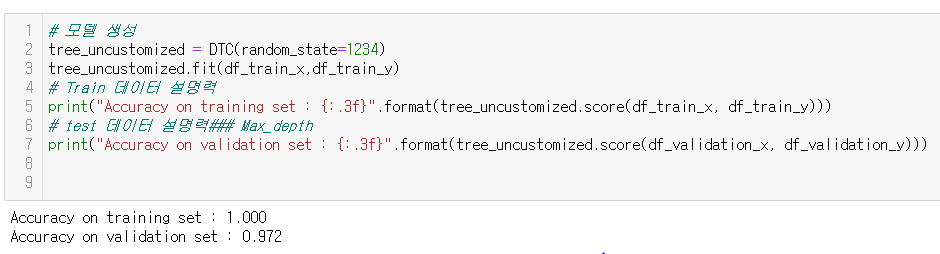 1 # 모델 생성
2 tree_uncustomized = DTC(random_state=1234)
3 tree_uncustomized.fit(df_train_x,df_train_y)
4 # Train 데이터 설명력
5 print("Accuracy on training set : {:.3f}".format(tree_uncustomized.score(df_train_x, df_train_y)))
6 # test 데이터 설명력### Max_depth
7 print("Accuracy on validation set : {:.3f}".format(tree_uncustomized.score(df_validation_x, df_validation_y)))
8
9
Accuracy on training set : 1.000
Accuracy on validation set : 0.972